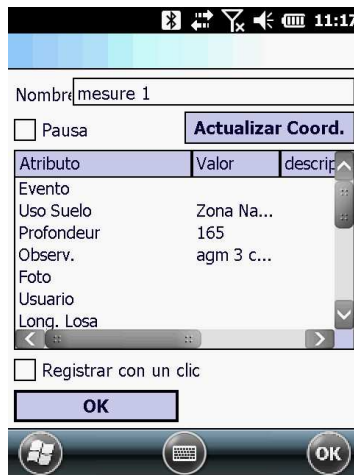 11:17
Nombre mesure 1
Pausa Actualizar Coord.
Atributo Valor descrip
Evento
Uso Suelo Zona Na...
Profondeur 165
Observ. agm 3 c...
Foto
Usuario
Long. Losa
Registrar con un clic
OK
OK